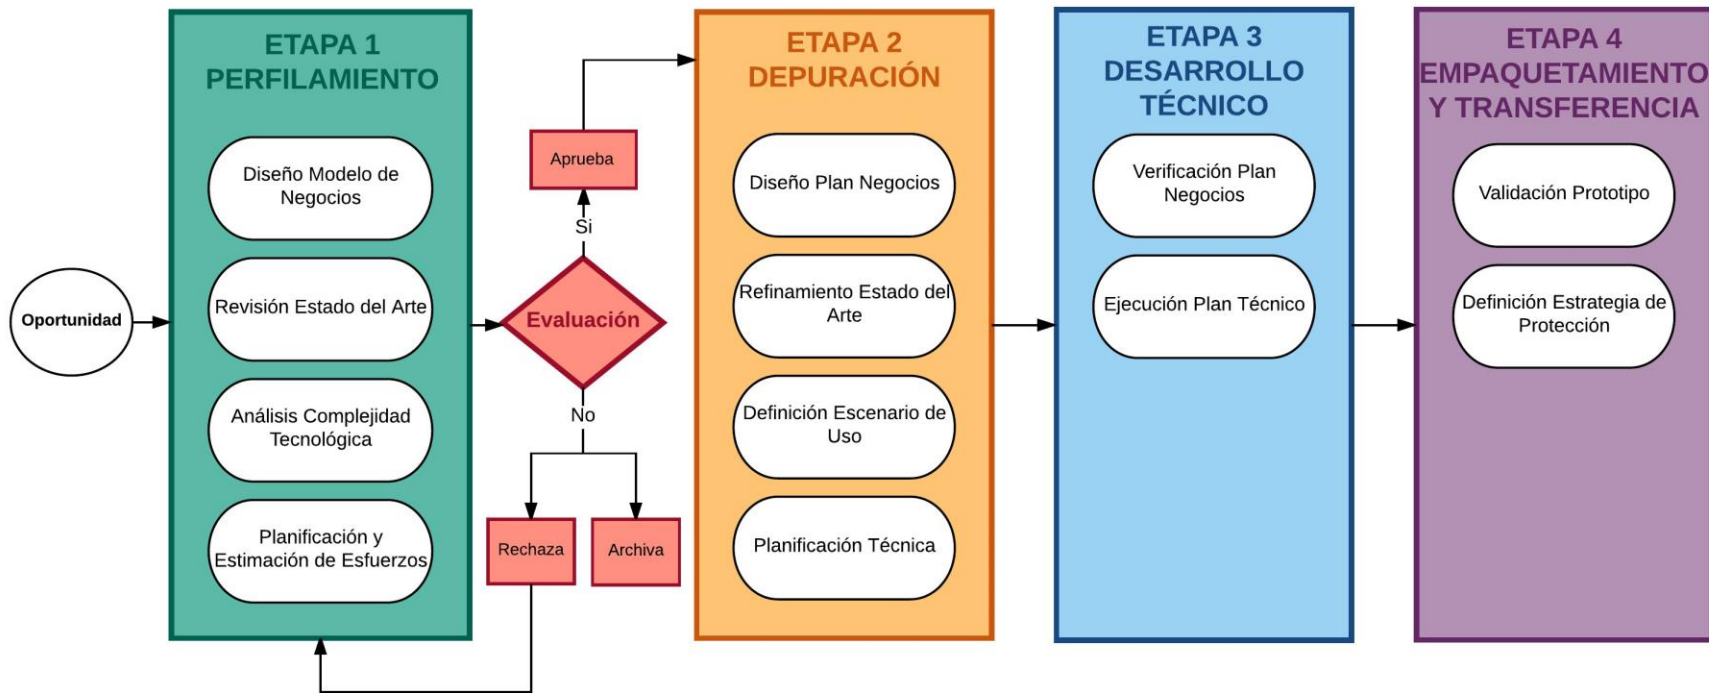 Oportunidad
ETAPA 1
PERFILAMIENTO
Diseño Modelo de
Negocios
Revisión Estado del Arte
Análisis Complejidad
Tecnológica
Planificación y
Estimación de Esfuerzos
Aprueba
Si
Evaluación
No
Rechaza
Archiva
ETAPA 2
DEPURACIÓN
Diseño Plan Negocios
Refinamiento Estado del
Arte
Definición Escenario de
Uso
Planificación Técnica
ETAPA 3
DESARROLLO
TÉCNICO
Verificación Plan
Negocios
Ejecución Plan Técnico
ETAPA 4
EMPAQUETAMIENTO
Y TRANSFERENCIA
Validación Prototipo
Definición Estrategia de
Protección